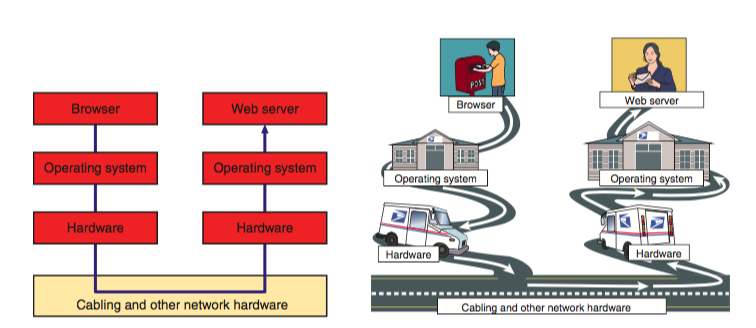 Browser
Web server
Operating system
Operating system
Hardware
Hardware
Cabling and other network hardware
POST
Browser
Web server
Operating system
Operating system
Hardware
Hardware
Cabling and other network hardware